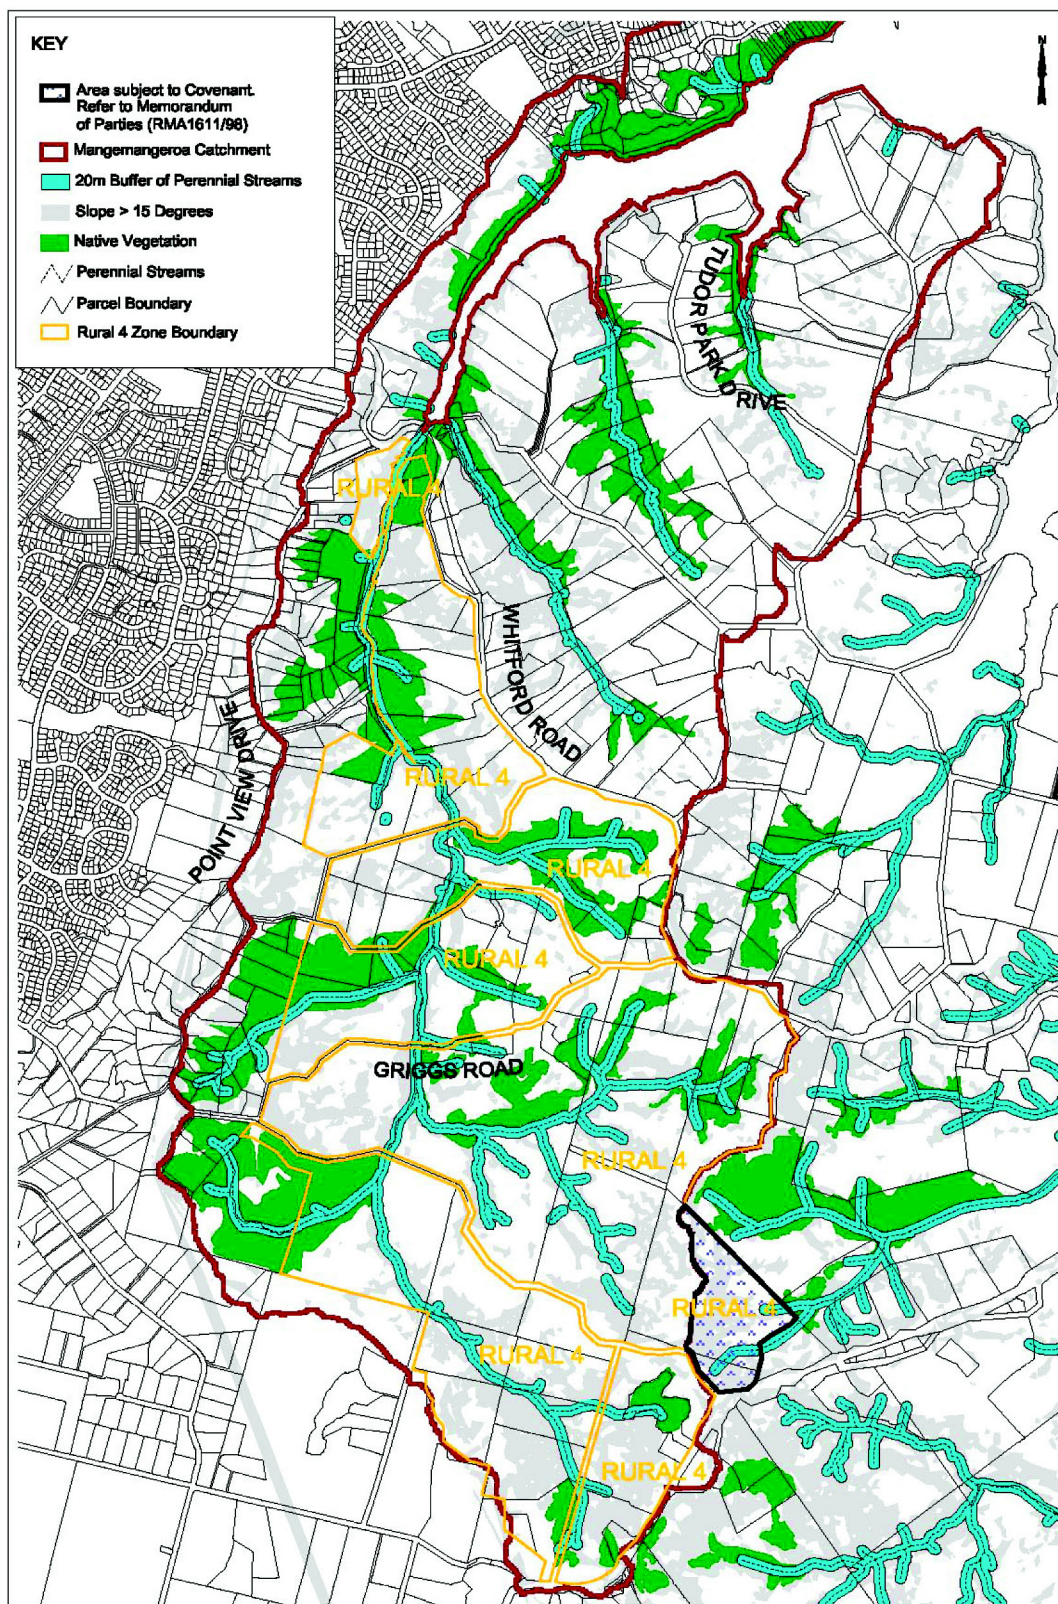 KEY
Area subject to Covenant.
Refer to Memorandum
of Parties (RMA1611/98)
Mangemangeroa Catchment
20m Buffer of Perennial Streams
Slope > 15 Degrees
Native Vegetation
Perennial Streams
Parcel Boundary
Rural 4 Zone Boundary
N
TUDOR PARK DRIVE
RURAL 4
WHITFORD ROAD
POINT VIEW DRIVE
RURAL 4
RURAL 4
RURAL 4
GRIGGS ROAD
RURAL 4
RURAL 4
RURAL 4
RURAL 4